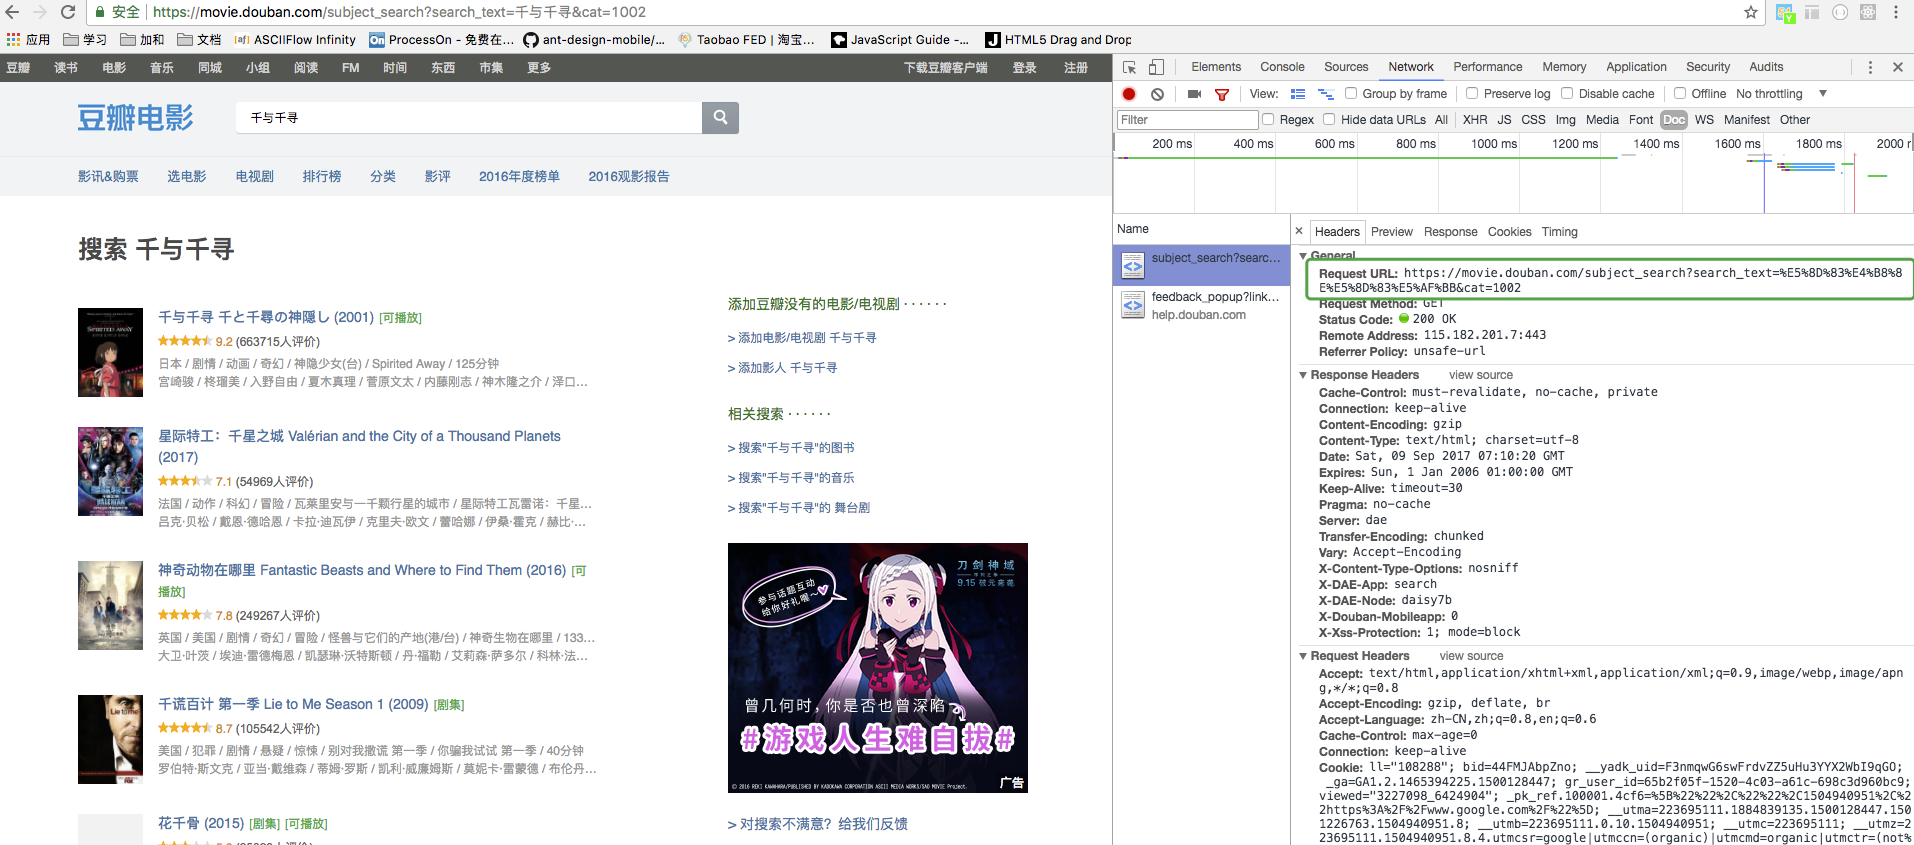 安全 https://movie.douban.com/subject_search?search_text=千与千寻&cat=1002
应用 学习 加和 文档 ASCIIFlow Infinity ProcessOn - 免费在... ant-design-mobile/... Taobao FED | 淘宝... JavaScript Guide -... HTML5 Drag and Drop
豆瓣 读书 电影 音乐 同城 小组 阅读 FM 时间 东西 市集 更多 下载豆瓣客户端 登录 注册
豆瓣电影 千与千寻
影讯&购票 选电影 电视剧 排行榜 分类 影评 2016年度榜单 2016观影报告
搜索 千与千寻
千与千寻 千と千尋の神隠し (2001) [可播放]
9.2 (663715人评价)
日本 / 剧情 / 动画 / 奇幻 / 神隐少女(台) / Spirited Away / 125分钟
宫崎骏 / 柊瑠美 / 入野自由 / 夏木真理 / 菅原文太 / 内藤刚志 / 神木隆之介 / 泽口...
星际特工：千星之城 Valérian and the City of a Thousand Planets
(2017)
7.1 (54969人评价)
法国 / 动作 / 科幻 / 冒险 / 瓦莱里安与一千颗行星的城市 / 星际特工瓦雷诺：千星...
吕克·贝松 / 戴恩·德哈恩 / 卡拉·迪瓦伊 / 克里夫·欧文 / 蕾哈娜 / 伊桑·霍克 / 赫比·...
神奇动物在哪里 Fantastic Beasts and Where to Find Them (2016) [可
播放]
7.8 (249267人评价)
英国 / 美国 / 剧情 / 奇幻 / 冒险 / 怪兽与它们的产地(港/台) / 神奇生物在哪里 / 133...
大卫·叶茨 / 埃迪·雷德梅恩 / 凯瑟琳·沃特斯顿 / 丹·福勒 / 艾莉森·萨多尔 / 科林·法...
千谎百计 第一季 Lie to Me Season 1 (2009) [剧集]
8.7 (105542人评价)
美国 / 犯罪 / 剧情 / 悬疑 / 惊悚 / 别对我撒谎 第一季 / 你骗我试试 第一季 / 40分钟
罗伯特·斯文克 / 亚当·戴维森 / 蒂姆·罗斯 / 凯利·威廉姆斯 / 莫妮卡·雷蒙德 / 布伦丹...
花千骨 (2015) [剧集] [可播放]
添加豆瓣没有的电影/电视剧 · · · · · ·
> 添加电影/电视剧 千与千寻
> 添加影人 千与千寻
相关搜索 · · · · · ·
> 搜索"千与千寻"的图书
> 搜索"千与千寻"的音乐
> 搜索"千与千寻"的 舞台剧
SPIRITED AWAY
Lie to me
FOX
刀剑神域
参与话题互动
给你好礼喔~
曾几何时,你是否也曾深陷
#游戏人生难自拔#
广告
© 2016 REKI KAWAHARA/PUBLISHED BY KADOKAWA CORPORATION ASCII MEDIA WORKS/SAO MOVIE Project.
> 对搜索不满意？给我们反馈
Elements Console Sources Network Performance Memory Application Security Audits
View: Group by frame Preserve log Disable cache Offline No throttling
Filter Regex Hide data URLs All XHR JS CSS Img Media Font Doc WS Manifest Other
200 ms 400 ms 600 ms 800 ms 1000 ms 1200 ms 1400 ms 1600 ms 1800 ms 2000 r
Name
subject_search?searc...
feedback_popup?link...
help.douban.com
× Headers Preview Response Cookies Timing
General
Request URL: https://movie.douban.com/subject_search?search_text=%E5%8D%83%E4%B8%8
E%E5%8D%83%E5%AF%BB&cat=1002
Request Method: GET
Status Code: 200 OK
Remote Address: 115.182.201.7:443
Referrer Policy: unsafe-url
Response Headers view source
Cache-Control: must-revalidate, no-cache, private
Connection: keep-alive
Content-Encoding: gzip
Content-Type: text/html; charset=utf-8
Date: Sat, 09 Sep 2017 07:10:20 GMT
Expires: Sun, 1 Jan 2006 01:00:00 GMT
Keep-Alive: timeout=30
Pragma: no-cache
Server: dae
Transfer-Encoding: chunked
Vary: Accept-Encoding
X-Content-Type-Options: nosniff
X-DAE-App: search
X-DAE-Node: daisy7b
X-Douban-Mobileapp: 0
X-Xss-Protection: 1; mode=block
Request Headers view source
Accept: text/html,application/xhtml+xml,application/xml;q=0.9,image/webp,image/apn
g,*/*;q=0.8
Accept-Encoding: gzip, deflate, br
Accept-Language: zh-CN,zh;q=0.8,en;q=0.6
Cache-Control: max-age=0
Connection: keep-alive
Cookie: ll="108288"; bid=44FMJAbpZno; __yadk_uid=F3nmqwG6swFrdvZZ5uHu3YYX2WbI9qGO;
_ga=GA1.2.1465394225.1500128447; gr_user_id=65b2f05f-1520-4c03-a61c-698c3d960bc9;
viewed="3227098_6424904"; _pk_ref.100001.4cf6=%5B%22%22%2C%22%22%2C1504940951%2C%2
2https%3A%2F%2Fwww.google.com%2F%22%5D; __utma=223695111.1884839135.1500128447.150
1226763.1504940951.8; __utmb=223695111.0.10.1504940951; __utmc=223695111; __utmz=2
23695111.1504940951.8.4.utmcsr=google|utmccn=(organic)|utmcmd=organic|utmctr=(not%